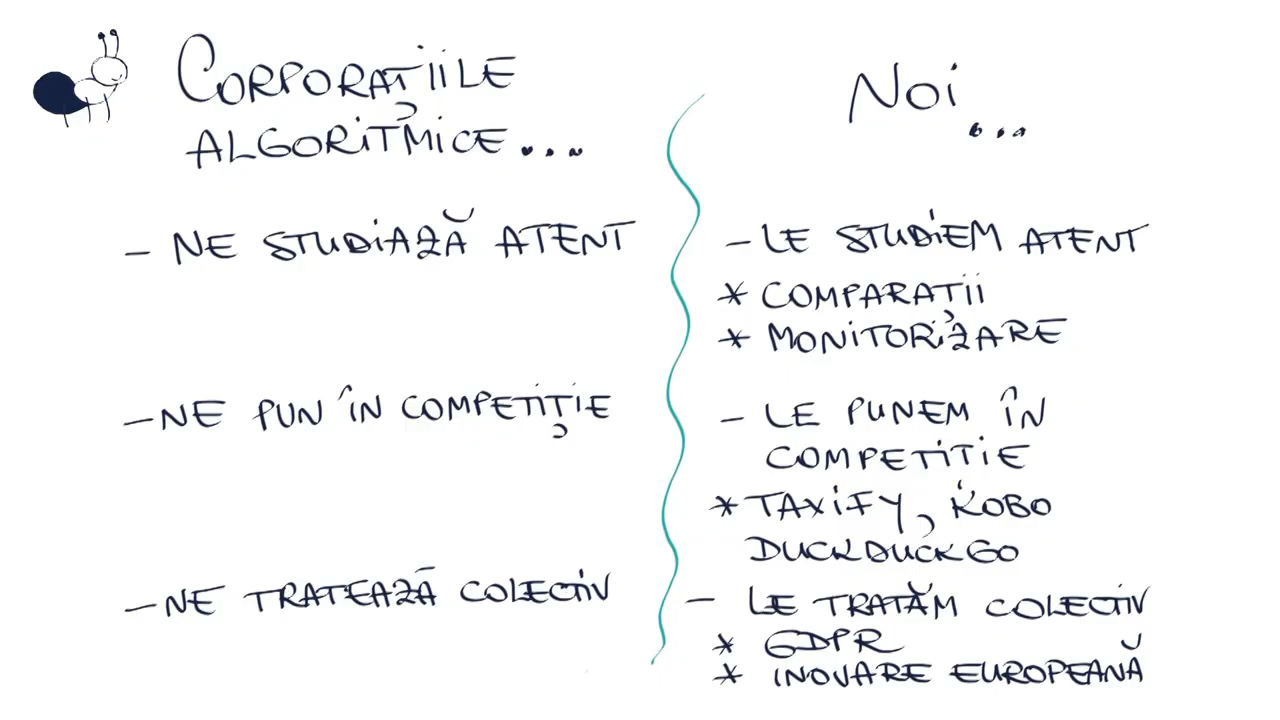 CORPORAȚIILE
ALGORITMICE...
- NE STUDIAZĂ ATENT
- NE PUN ÎN COMPETIȚIE
- NE TRATEAZĂ COLECTIV
NOI...
- LE STUDIEM ATENT
* COMPARAȚII
* MONITORIZARE
- LE PUNEM ÎN
COMPETITIE
* TAXIFY, KOBO
DUCKDUCKGO
- LE TRATĂM COLECTIV
* GDPR
* INOVARE EUROPEANĂ